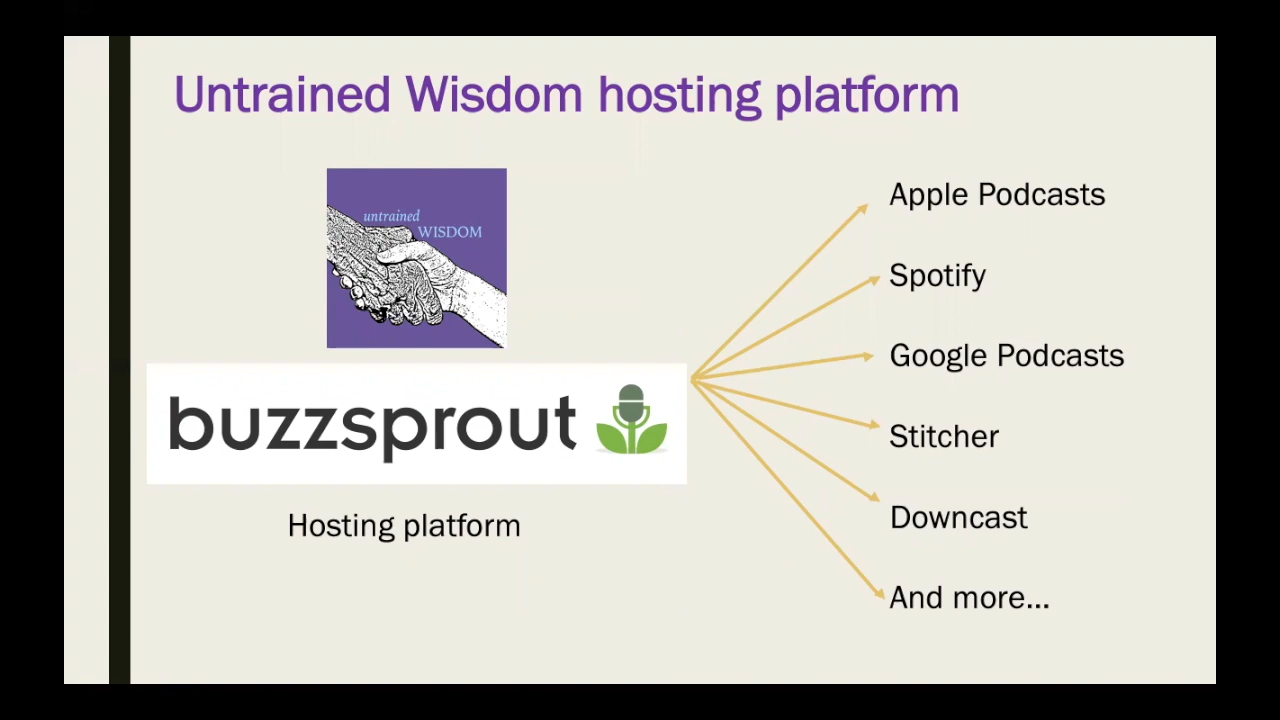 Untrained Wisdom hosting platform
untrained
WISDOM
buzzsprout
Hosting platform
Apple Podcasts
Spotify
Google Podcasts
Stitcher
Downcast
And more...